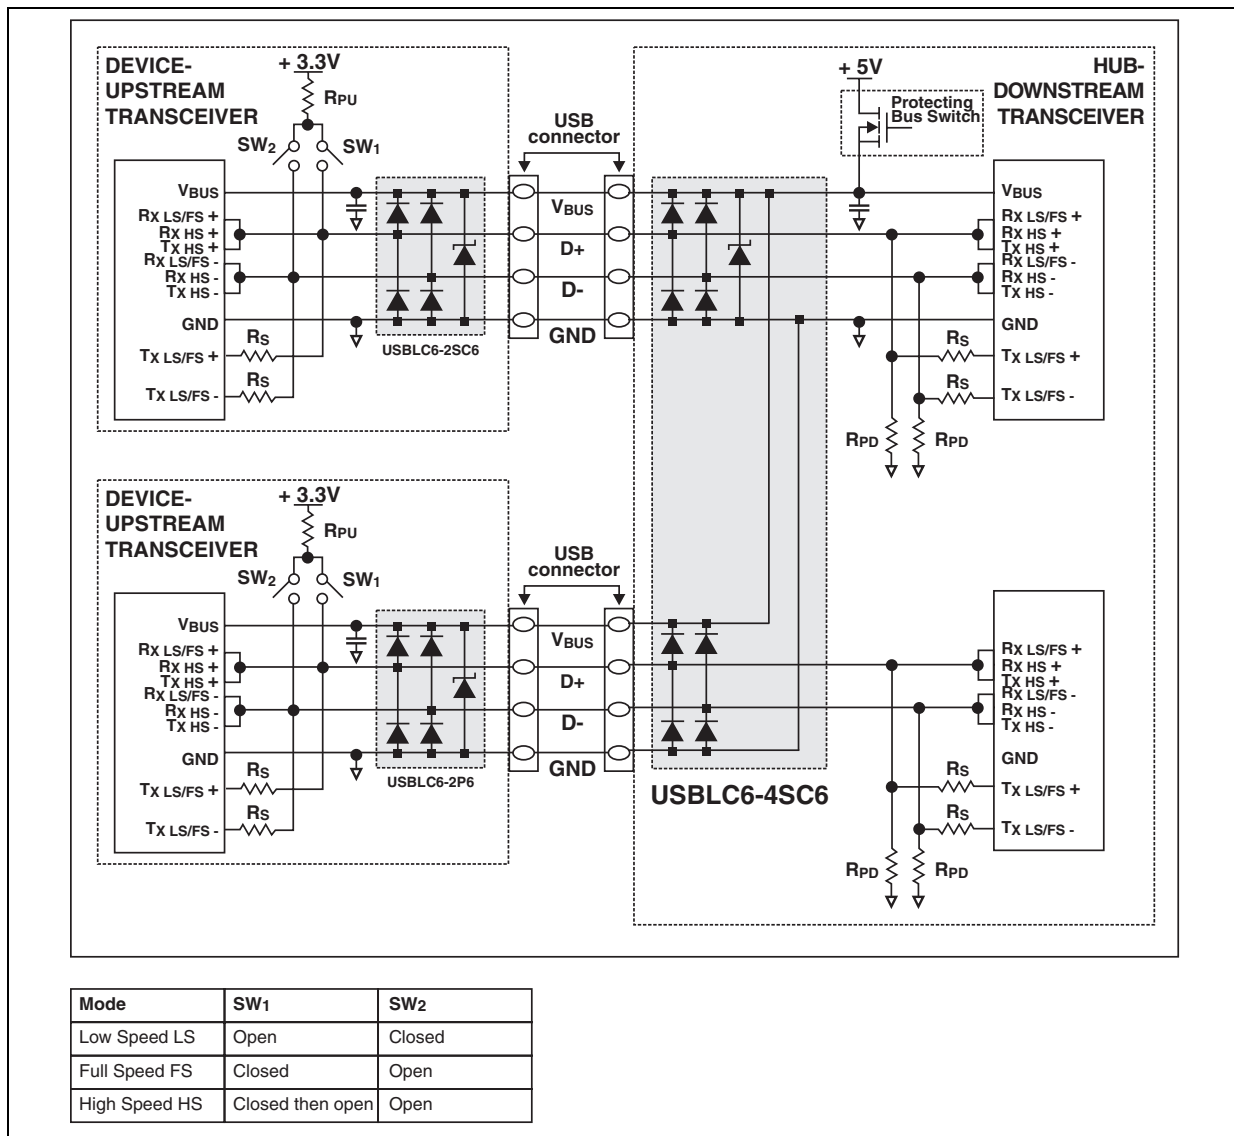 DEVICE-
UPSTREAM
TRANSCEIVER
+ 3.3V
RPU
SW2
SW1
VBUS
RX LS/FS +
RX HS +
TX HS +
RX LS/FS -
RX HS -
TX HS -
GND
TX LS/FS +
RS
TX LS/FS -
RS
USBLC6-2SC6
USB
connector
VBUS
D+
D-
GND
HUB-
DOWNSTREAM
TRANSCEIVER
+ 5V
Protecting
Bus Switch
VBUS
RX LS/FS +
RX HS +
TX HS +
RX LS/FS -
RX HS -
TX HS -
GND
RS
TX LS/FS +
RS
TX LS/FS -
RPD
RPD
DEVICE-
UPSTREAM
TRANSCEIVER
+ 3.3V
RPU
SW2
SW1
VBUS
RX LS/FS +
RX HS +
TX HS +
RX LS/FS -
RX HS -
TX HS -
GND
TX LS/FS +
RS
TX LS/FS -
RS
USBLC6-2P6
USB
connector
VBUS
D+
D-
GND
USBLC6-4SC6
RX LS/FS +
RX HS +
TX HS +
RX LS/FS -
RX HS -
TX HS -
GND
RS
TX LS/FS +
RS
TX LS/FS -
RPD
RPD
Mode SW1 SW2
Low Speed LS Open Closed
Full Speed FS Closed Open
High Speed HS Closed then open Open